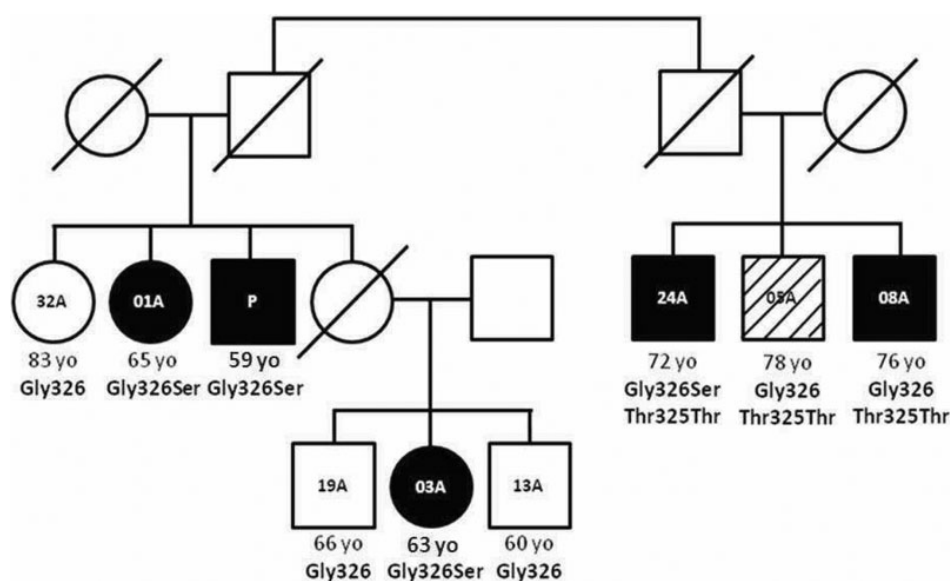 32A
01A
P
24A
05A
08A
83 yo
65 yo
59 yo
72 yo
78 yo
76 yo
Gly326
Gly326Ser
Gly326Ser
Gly326Ser
Gly326
Gly326
Thr325Thr
Thr325Thr
Thr325Thr
19A
03A
13A
66 yo
63 yo
60 yo
Gly326
Gly326Ser
Gly326